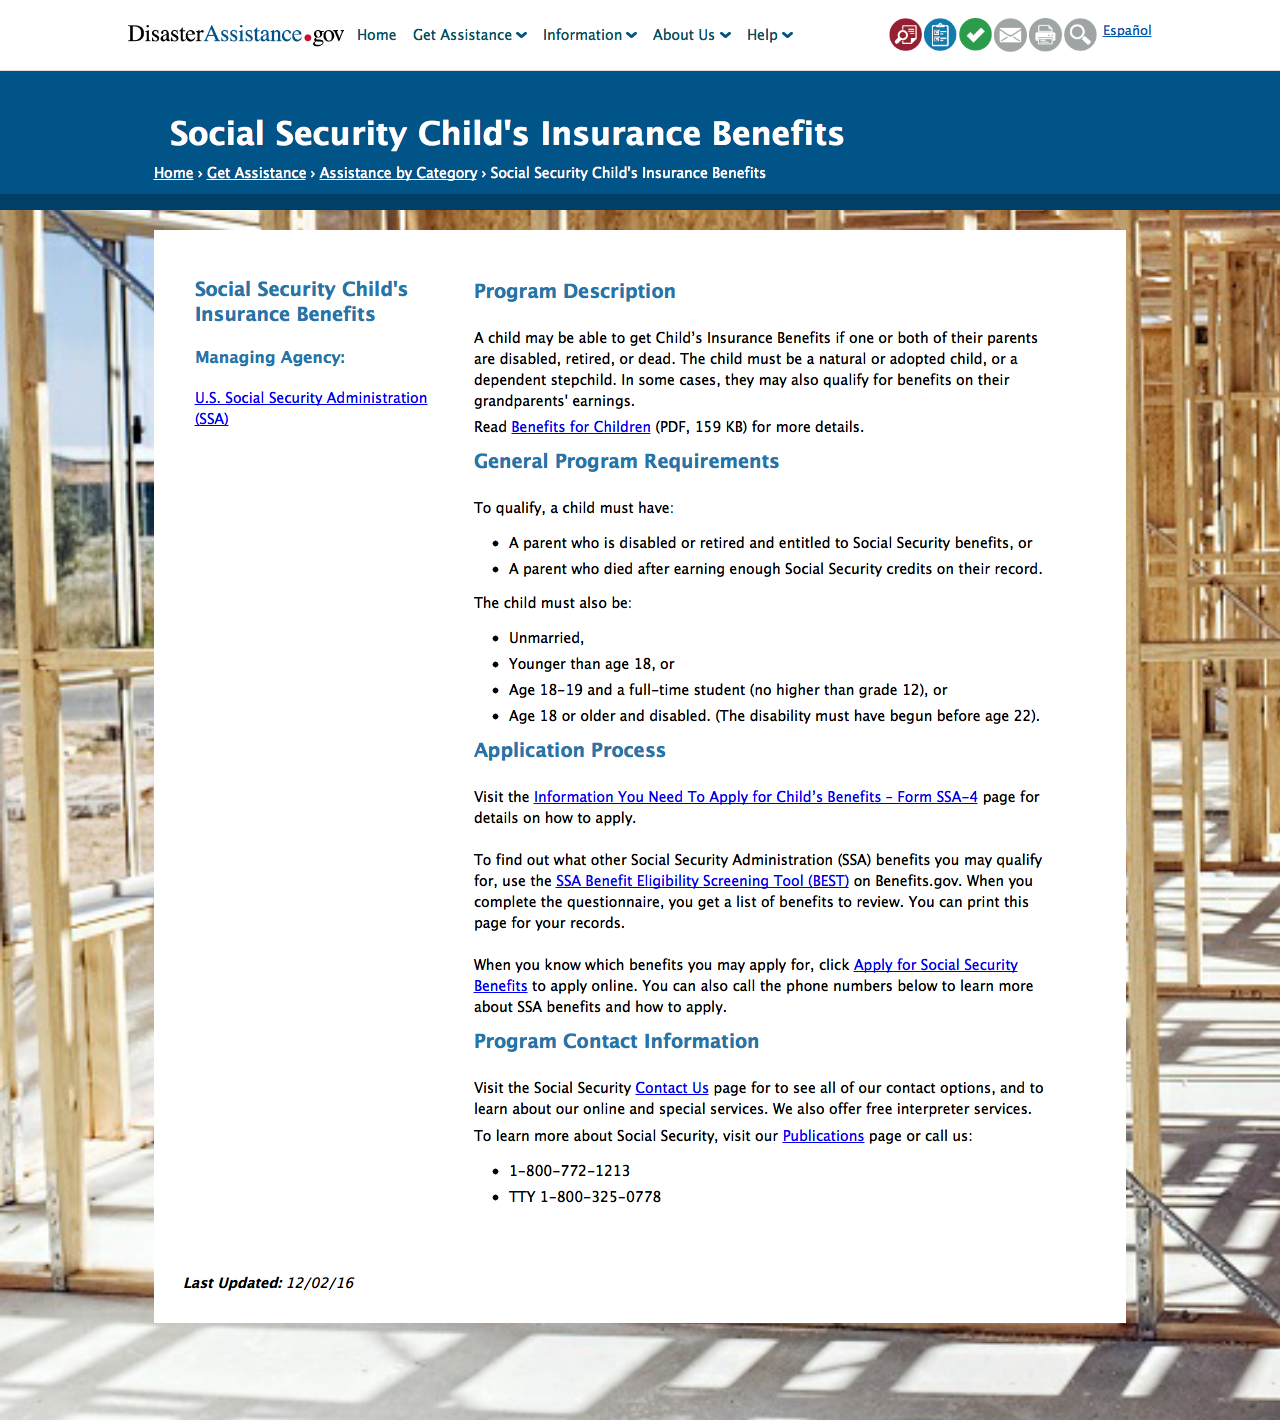 DisasterAssistance.gov Home Get Assistance Information About Us Help Español
Social Security Child's Insurance Benefits
Home › Get Assistance › Assistance by Category › Social Security Child's Insurance Benefits
Social Security Child's
Insurance Benefits
Managing Agency:
U.S. Social Security Administration
(SSA)
Program Description
A child may be able to get Child’s Insurance Benefits if one or both of their parents
are disabled, retired, or dead. The child must be a natural or adopted child, or a
dependent stepchild. In some cases, they may also qualify for benefits on their
grandparents' earnings.
Read Benefits for Children (PDF, 159 KB) for more details.
General Program Requirements
To qualify, a child must have:
• A parent who is disabled or retired and entitled to Social Security benefits, or
• A parent who died after earning enough Social Security credits on their record.
The child must also be:
• Unmarried,
• Younger than age 18, or
• Age 18-19 and a full-time student (no higher than grade 12), or
• Age 18 or older and disabled. (The disability must have begun before age 22).
Application Process
Visit the Information You Need To Apply for Child’s Benefits – Form SSA-4 page for
details on how to apply.
To find out what other Social Security Administration (SSA) benefits you may qualify
for, use the SSA Benefit Eligibility Screening Tool (BEST) on Benefits.gov. When you
complete the questionnaire, you get a list of benefits to review. You can print this
page for your records.
When you know which benefits you may apply for, click Apply for Social Security
Benefits to apply online. You can also call the phone numbers below to learn more
about SSA benefits and how to apply.
Program Contact Information
Visit the Social Security Contact Us page for to see all of our contact options, and to
learn about our online and special services. We also offer free interpreter services.
To learn more about Social Security, visit our Publications page or call us:
• 1-800-772-1213
• TTY 1-800-325-0778
Last Updated: 12/02/16